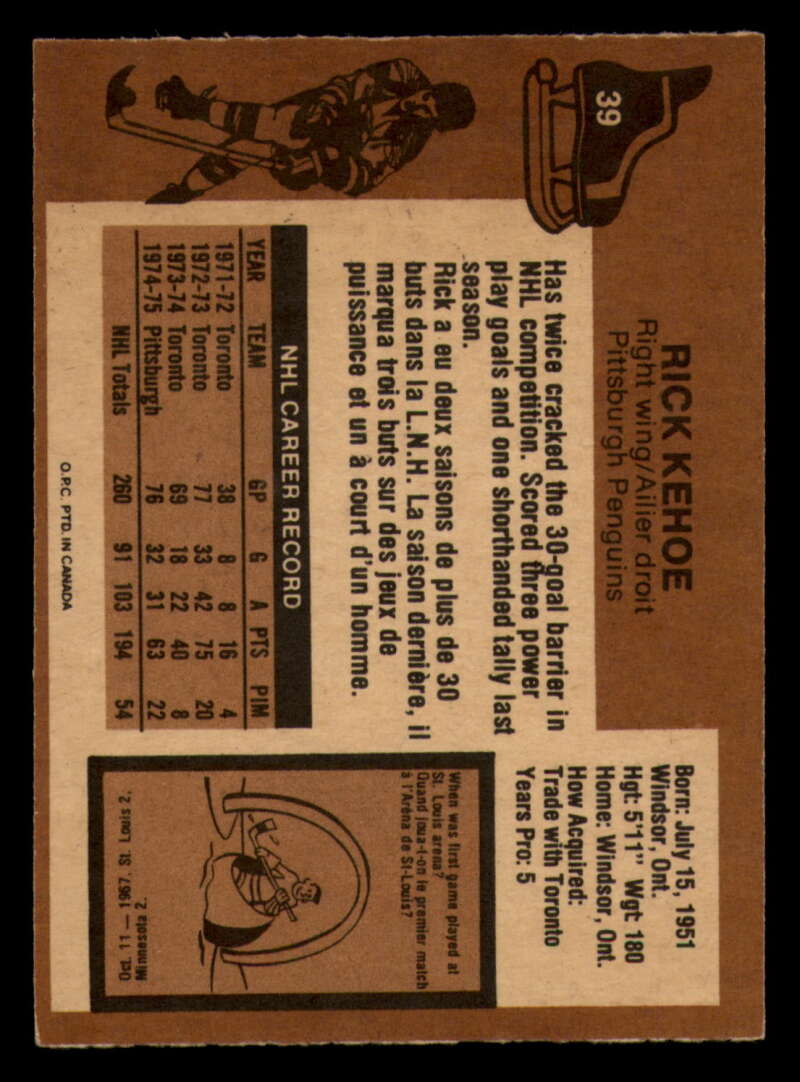 39
RICK KEHOE
Right wing/Ailier droit
Pittsburgh Penguins
Born: July 15, 1951
Windsor, Ont.
Hgt: 5'11" Wgt: 180
Home: Windsor, Ont.
How Acquired:
Trade with Toronto
Years Pro: 5
Has twice cracked the 30-goal barrier in
NHL competition. Scored three power
play goals and one shorthanded tally last
season.
Rick a eu deux saisons de plus de 30
buts dans la L.N.H. La saison dernière, il
marqua trois buts sur des jeux de
puissance et un à court d'un homme.
NHL CAREER RECORD
YEAR TEAM GP G A PTS PIM
1971-72 Toronto 38 8 8 16 4
1972-73 Toronto 77 33 42 75 20
1973-74 Toronto 69 18 22 40 8
1974-75 Pittsburgh 76 32 31 63 22
NHL Totals 260 91 103 194 54
When was first game played at
St. Louis arena?
Quand joua-t-on le premier match
à l'Aréna de St-Louis?
Oct. 11 — 1967. St. Louis 2,
Minnesota 2.
O.P.C. PTD. IN CANADA